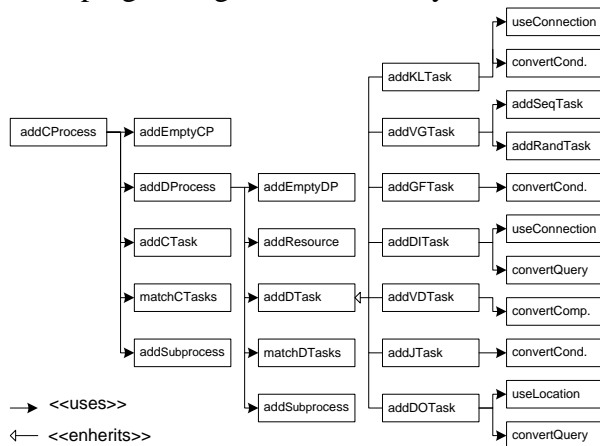 useConnection
addKLTask
convertCond.
addSeqTask
addCProcess
addEmptyCP
addVGTask
addRandTask
addDProcess
addEmptyDP
addGFTask
convertCond.
useConnection
addCTask
addResource
addDITask
convertQuery
matchCTasks
addDTask
addVDTask
convertComp.
addSubprocess
matchDTasks
addJTask
convertCond.
useLocation
<<uses>>
addSubprocess
addDOTask
<<enherits>>
convertQuery